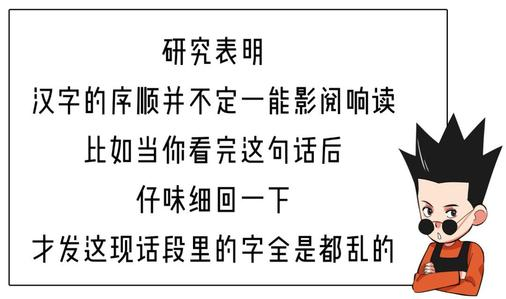 研究表明
汉字的序顺并不定一能影阅响读
比如当你看完这句话后
仔味细回一下
才发这现话段里的字全是都乱的